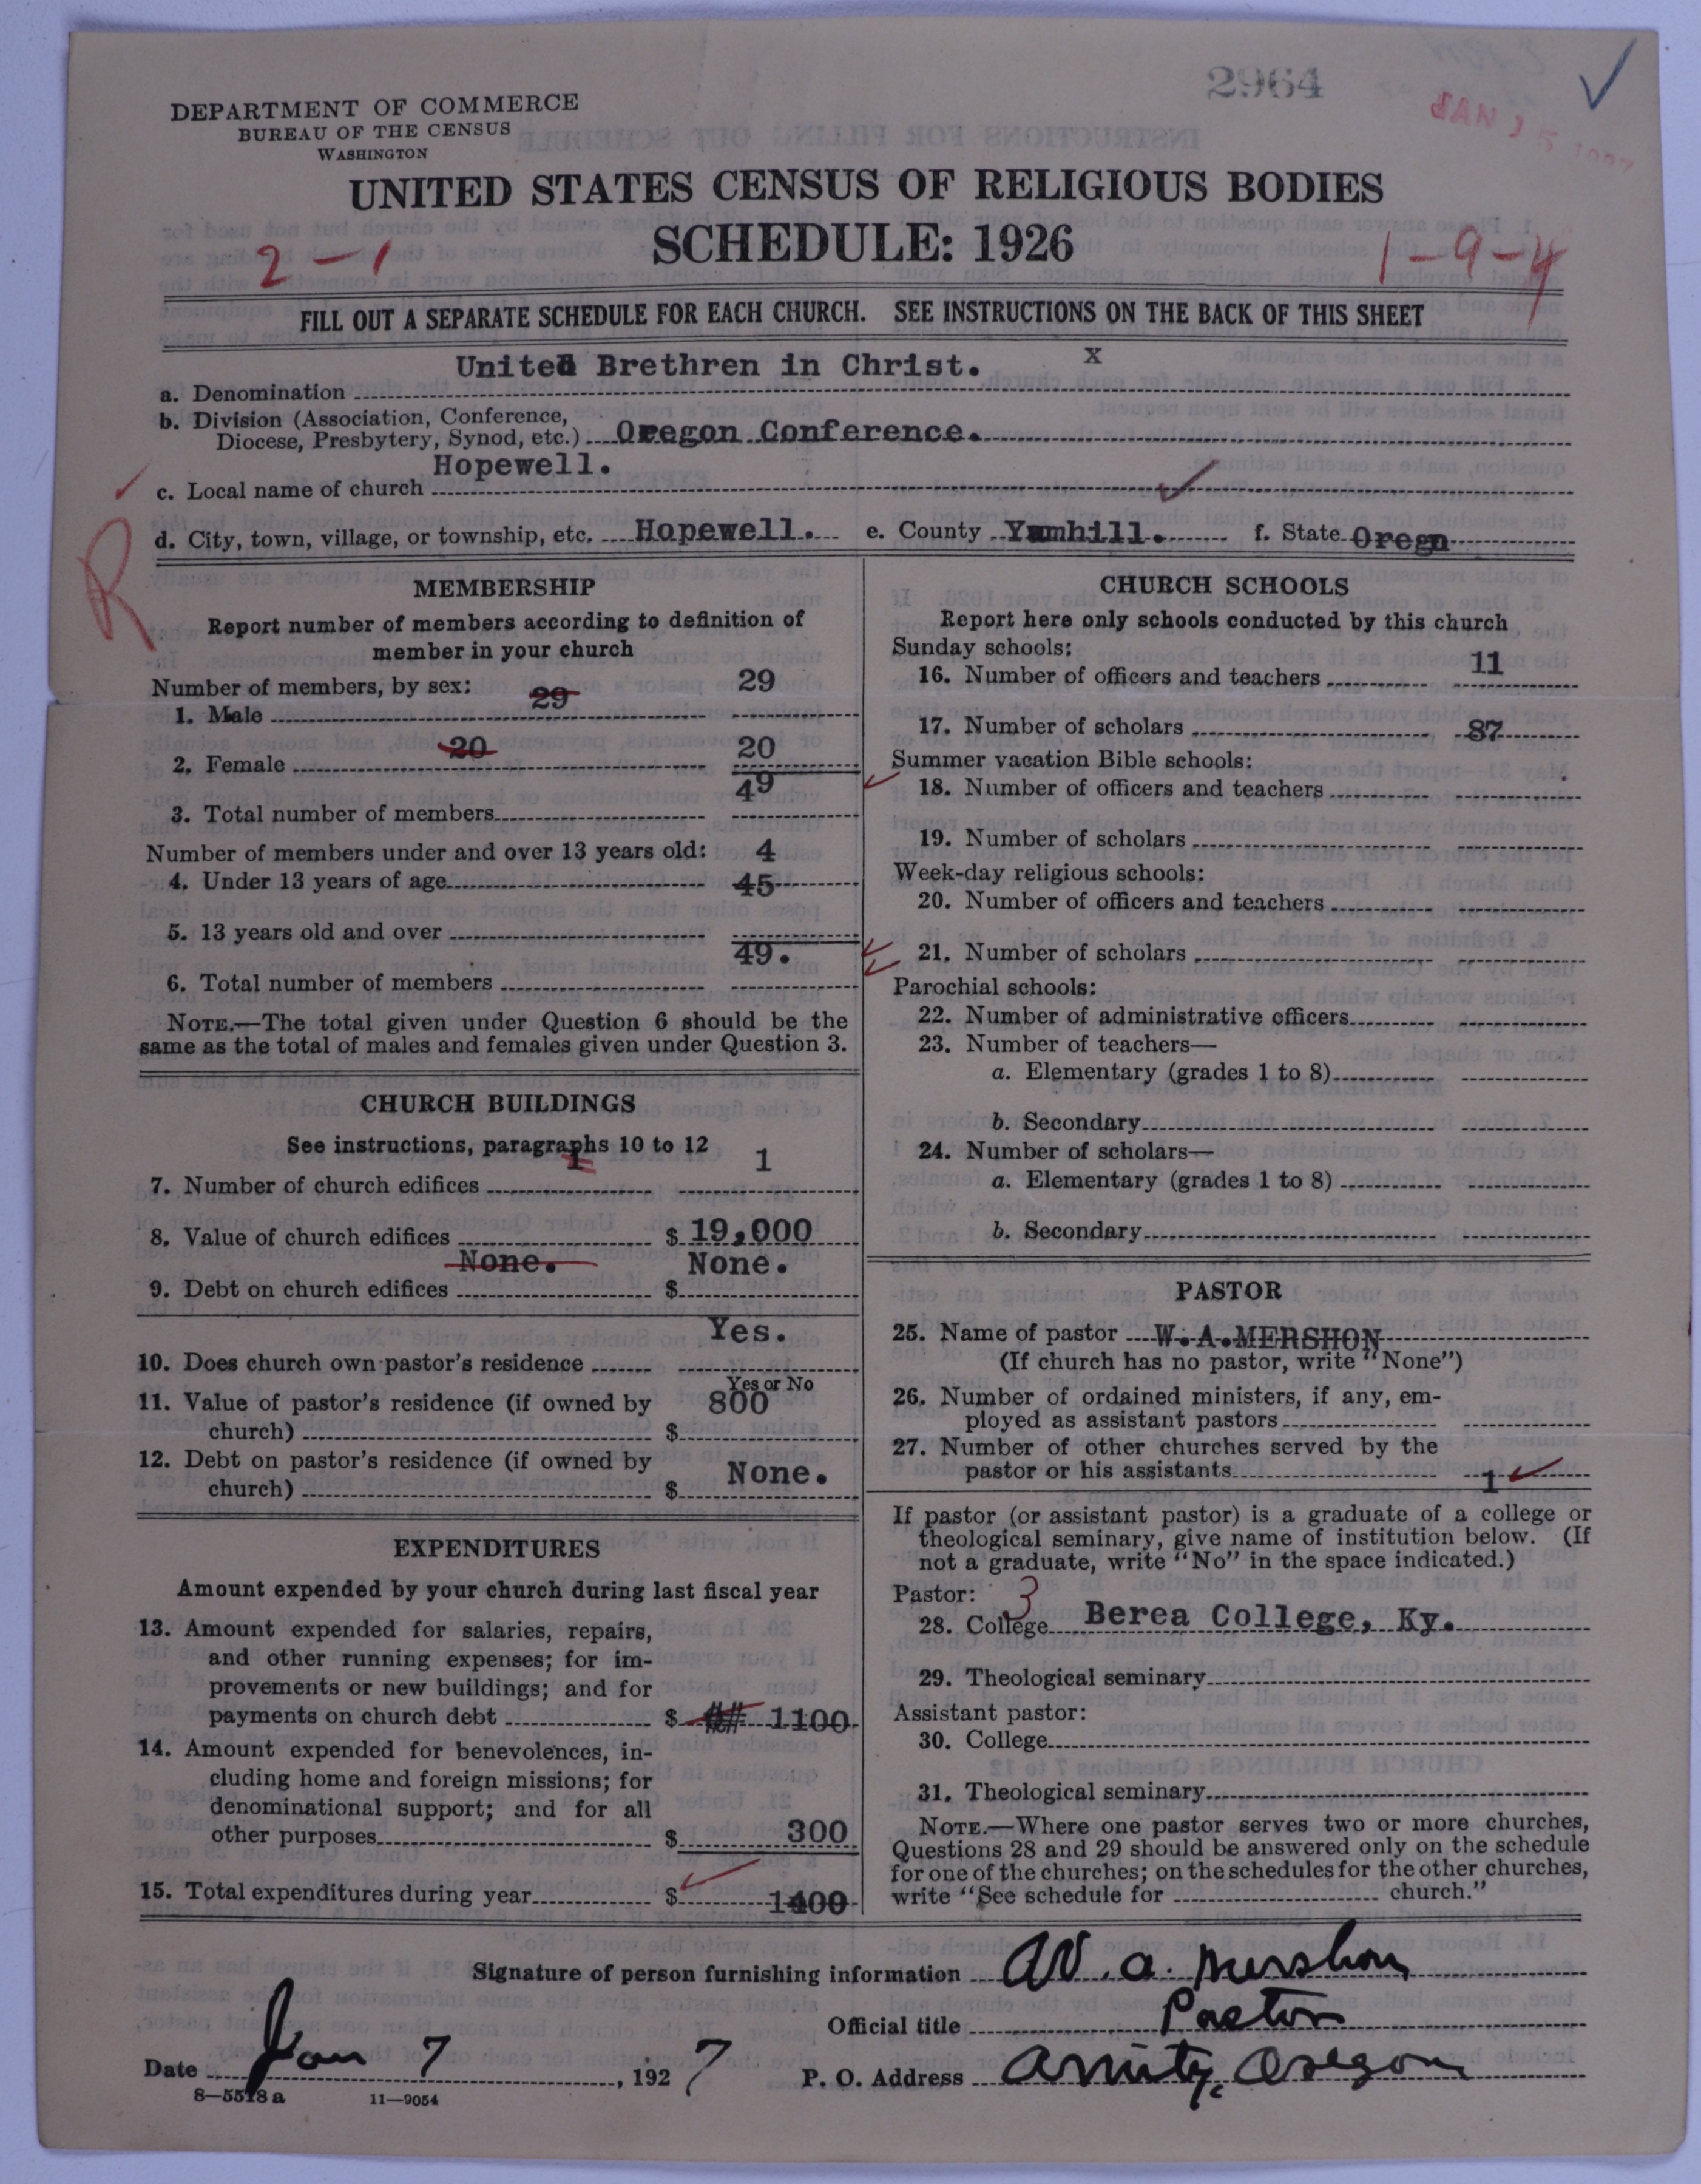 2964
JAN 15 1927
DEPARTMENT OF COMMERCE
BUREAU OF THE CENSUS
WASHINGTON
UNITED STATES CENSUS OF RELIGIOUS BODIES
SCHEDULE: 1926
2-1
1-9-4
FILL OUT A SEPARATE SCHEDULE FOR EACH CHURCH. SEE INSTRUCTIONS ON THE BACK OF THIS SHEET
a. Denomination United Brethren in Christ. x
b. Division (Association, Conference,
Diocese, Presbytery, Synod, etc.) Oregon Conference.
c. Local name of church Hopewell.
d. City, town, village, or township, etc. Hopewell. e. County Yamhill. f. State Oregn
R
MEMBERSHIP
Report number of members according to definition of
member in your church
Number of members, by sex:
1. Male 29 29
2. Female 20 20
3. Total number of members 49
Number of members under and over 13 years old:
4. Under 13 years of age 4
5. 13 years old and over 45
6. Total number of members 49.
NOTE.—The total given under Question 6 should be the
same as the total of males and females given under Question 3.
CHURCH BUILDINGS
See instructions, paragraphs 10 to 12
7. Number of church edifices 1 1
8. Value of church edifices $ 19,000
9. Debt on church edifices None. $ None.
10. Does church own pastor's residence Yes.
Yes or No
11. Value of pastor's residence (if owned by
church) $ 800
12. Debt on pastor's residence (if owned by
church) $ None.
EXPENDITURES
Amount expended by your church during last fiscal year
13. Amount expended for salaries, repairs,
and other running expenses; for im-
provements or new buildings; and for
payments on church debt $ 1100
14. Amount expended for benevolences, in-
cluding home and foreign missions; for
denominational support; and for all
other purposes $ 300
15. Total expenditures during year $ 1400
CHURCH SCHOOLS
Report here only schools conducted by this church
Sunday schools:
16. Number of officers and teachers 11
17. Number of scholars 87
Summer vacation Bible schools:
18. Number of officers and teachers
19. Number of scholars
Week-day religious schools:
20. Number of officers and teachers
21. Number of scholars
Parochial schools:
22. Number of administrative officers
23. Number of teachers—
a. Elementary (grades 1 to 8)
b. Secondary
24. Number of scholars—
a. Elementary (grades 1 to 8)
b. Secondary
PASTOR
25. Name of pastor W.A.MERSHON
(If church has no pastor, write "None")
26. Number of ordained ministers, if any, em-
ployed as assistant pastors
27. Number of other churches served by the
pastor or his assistants 1
If pastor (or assistant pastor) is a graduate of a college or
theological seminary, give name of institution below. (If
not a graduate, write "No" in the space indicated.)
Pastor: 3
28. College Berea College, Ky.
29. Theological seminary
Assistant pastor:
30. College
31. Theological seminary
NOTE.—Where one pastor serves two or more churches,
Questions 28 and 29 should be answered only on the schedule
for one of the churches; on the schedules for the other churches,
write "See schedule for church."
Signature of person furnishing information W. A. Mershon
Official title Pastor
Date Jan 7, 1927 P. O. Address Amity, Oregon
8—5518 a 11—9054